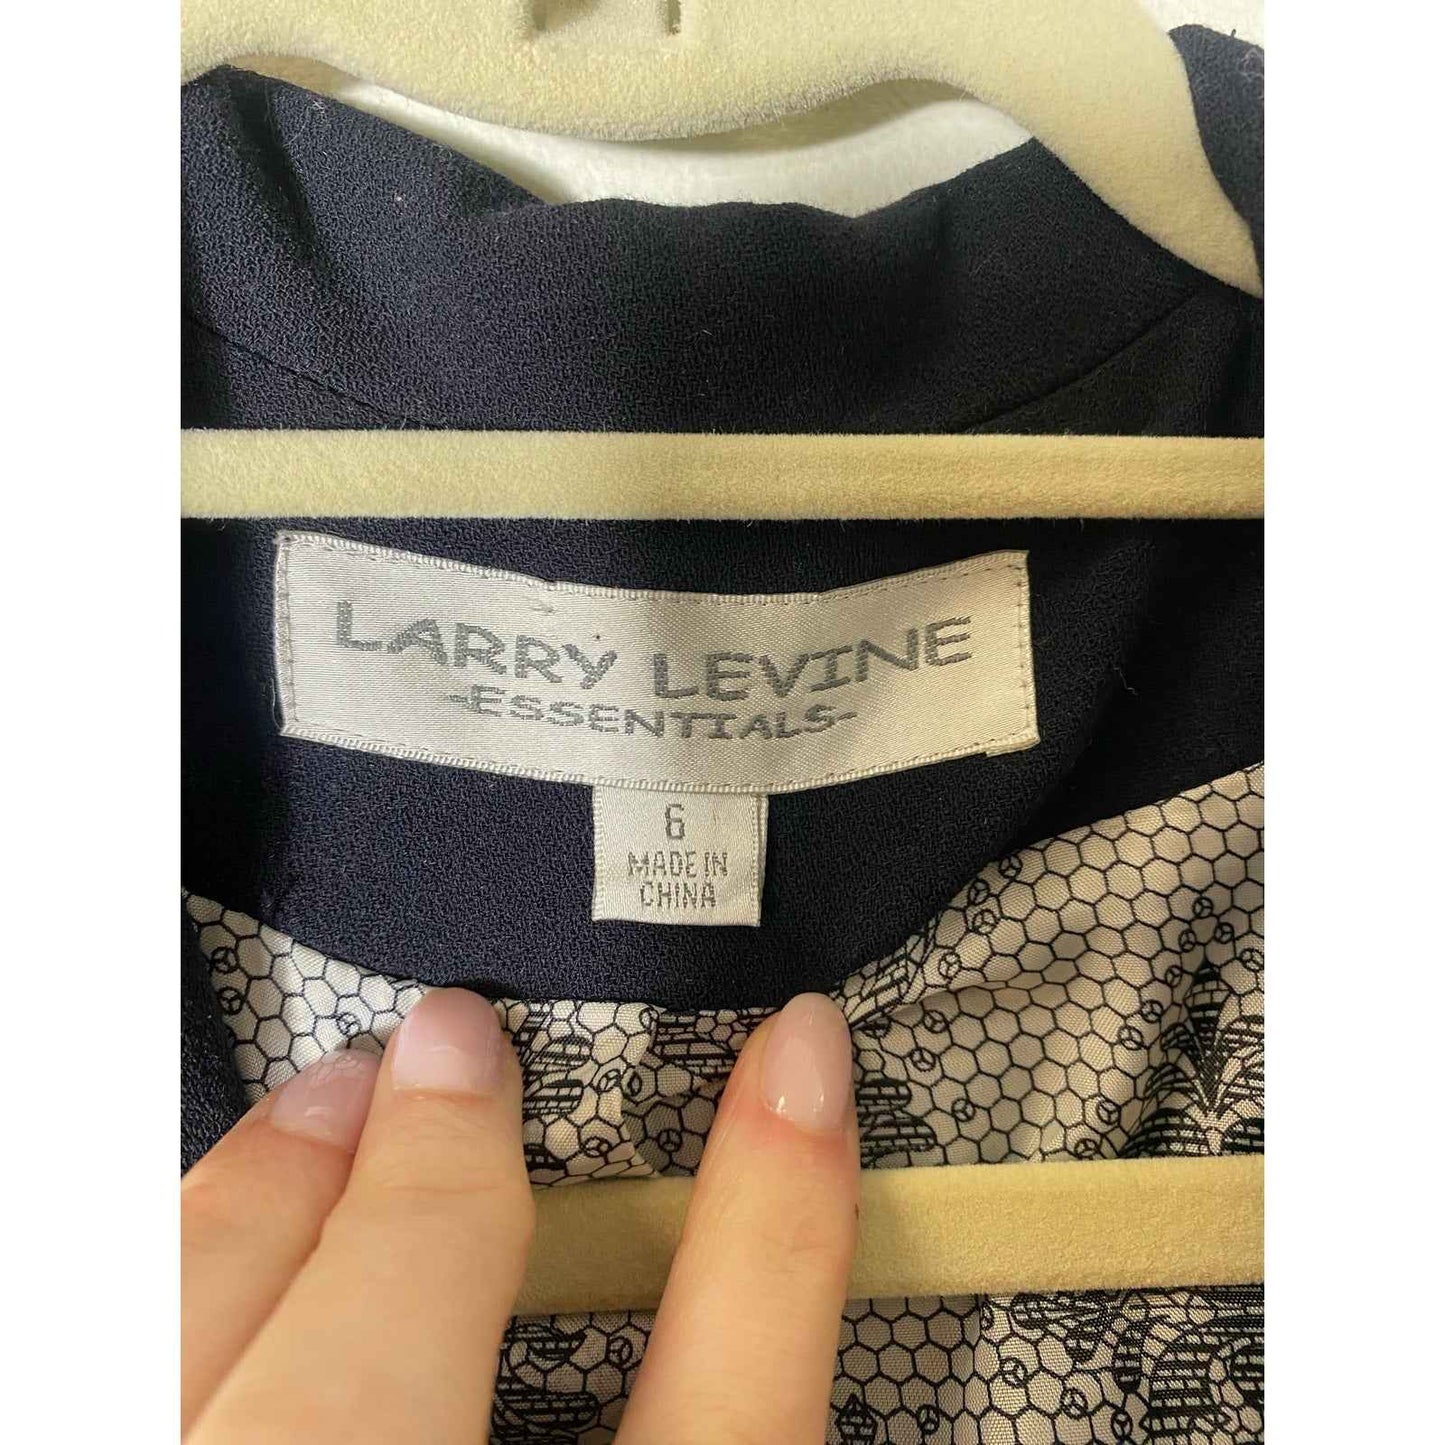 LARRY LEVINE
-ESSENTIALS-
6
MADE IN
CHINA